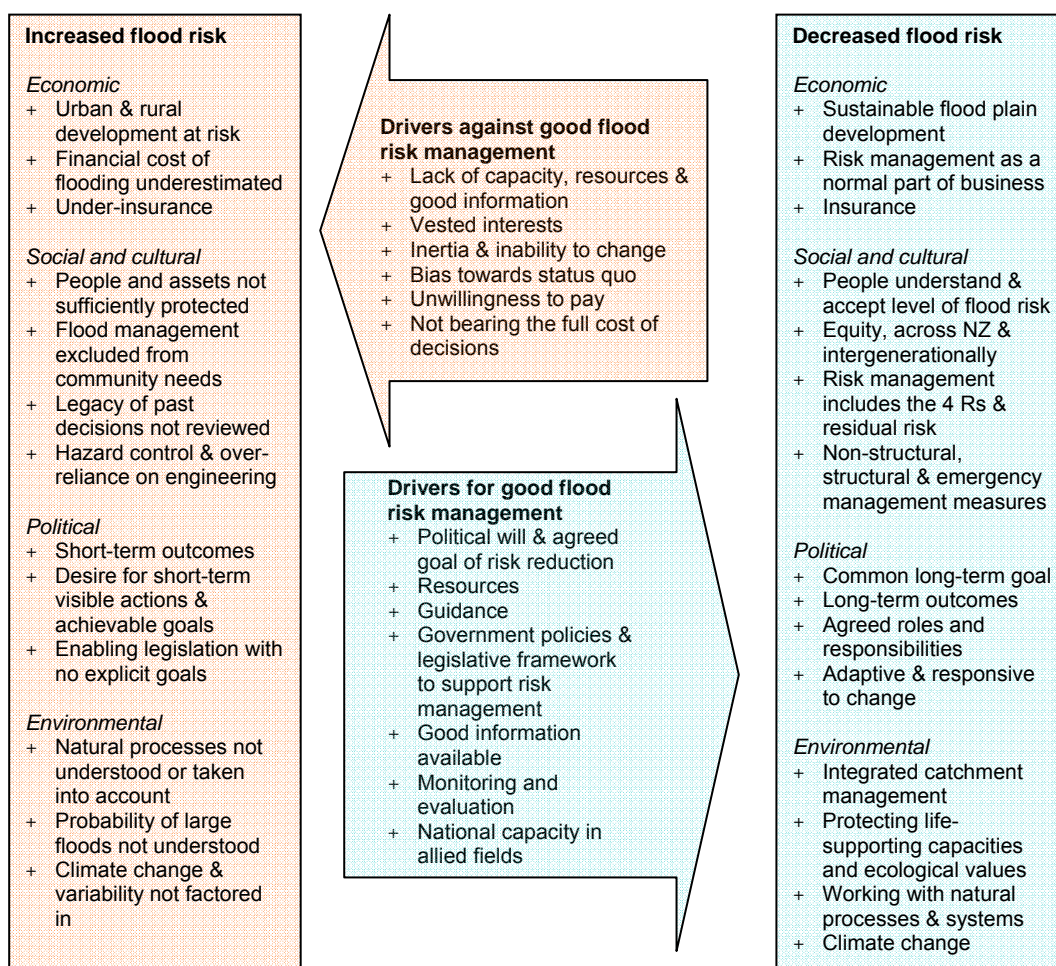 Increased flood risk
Economic
+ Urban & rural
development at risk
+ Financial cost of
flooding underestimated
+ Under-insurance
Social and cultural
+ People and assets not
sufficiently protected
+ Flood management
excluded from
community needs
+ Legacy of past
decisions not reviewed
+ Hazard control & over-
reliance on engineering
Political
+ Short-term outcomes
+ Desire for short-term
visible actions &
achievable goals
+ Enabling legislation with
no explicit goals
Environmental
+ Natural processes not
understood or taken
into account
+ Probability of large
floods not understood
+ Climate change &
variability not factored
in
Drivers against good flood
risk management
+ Lack of capacity, resources &
good information
+ Vested interests
+ Inertia & inability to change
+ Bias towards status quo
+ Unwillingness to pay
+ Not bearing the full cost of
decisions
Drivers for good flood
risk management
+ Political will & agreed
goal of risk reduction
+ Resources
+ Guidance
+ Government policies &
legislative framework
to support risk
management
+ Good information
available
+ Monitoring and
evaluation
+ National capacity in
allied fields
Decreased flood risk
Economic
+ Sustainable flood plain
development
+ Risk management as a
normal part of business
+ Insurance
Social and cultural
+ People understand &
accept level of flood risk
+ Equity, across NZ &
intergenerationally
+ Risk management
includes the 4 Rs &
residual risk
+ Non-structural,
structural & emergency
management measures
Political
+ Common long-term goal
+ Long-term outcomes
+ Agreed roles and
responsibilities
+ Adaptive & responsive
to change
Environmental
+ Integrated catchment
management
+ Protecting life-
supporting capacities
and ecological values
+ Working with natural
processes & systems
+ Climate change